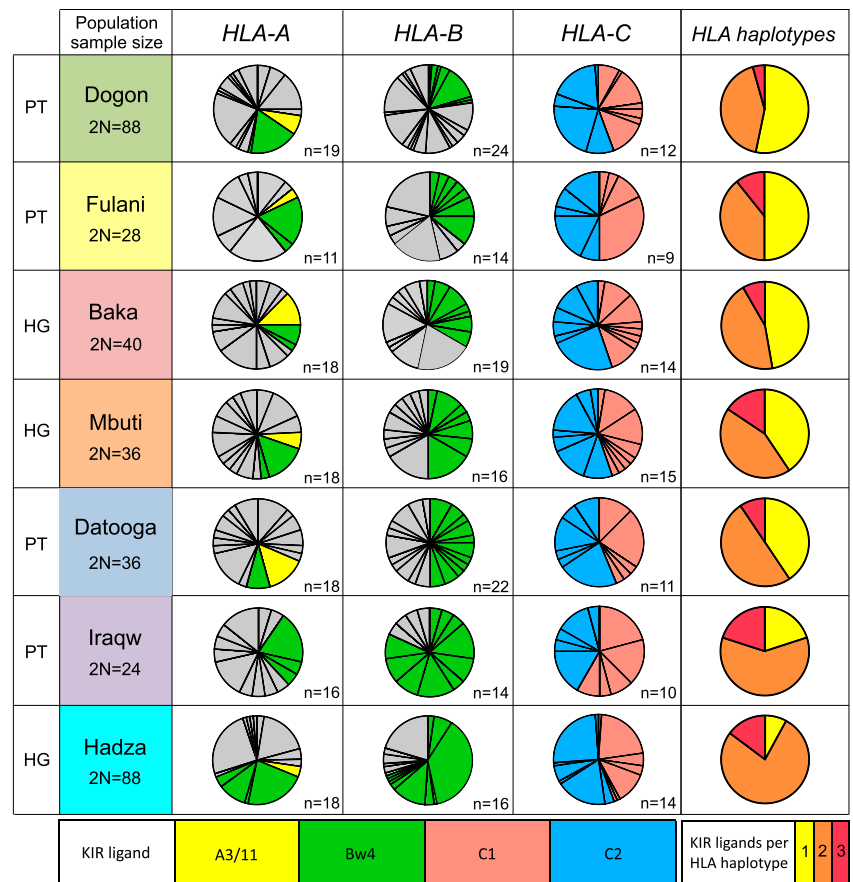 Population
sample size
HLA-A
HLA-B
HLA-C
HLA haplotypes
PT
Dogon
2N=88
n=19
n=24
n=12
PT
Fulani
2N=28
n=11
n=14
n=9
HG
Baka
2N=40
n=18
n=19
n=14
HG
Mbuti
2N=36
n=18
n=16
n=15
PT
Datooga
2N=36
n=18
n=22
n=11
PT
Iraqw
2N=24
n=16
n=14
n=10
HG
Hadza
2N=88
n=18
n=16
n=14
KIR ligand
A3/11
Bw4
C1
C2
KIR ligands per
HLA haplotype
1
2
3